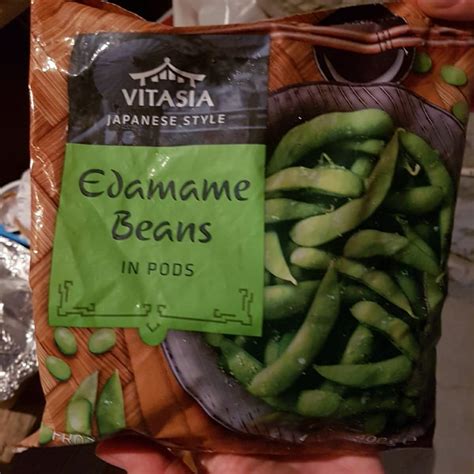 VITASIA
JAPANESE STYLE
Edamame
Beans
IN PODS